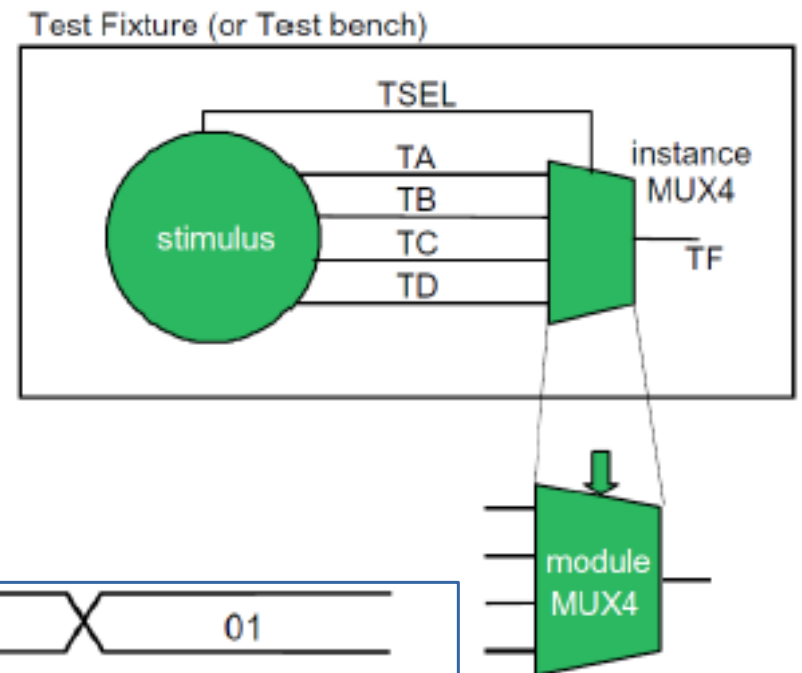 Test Fixture (or Test bench)
TSEL
TA
instance
TB
MUX4
stimulus
TC
TF
TD
module
MUX4
01